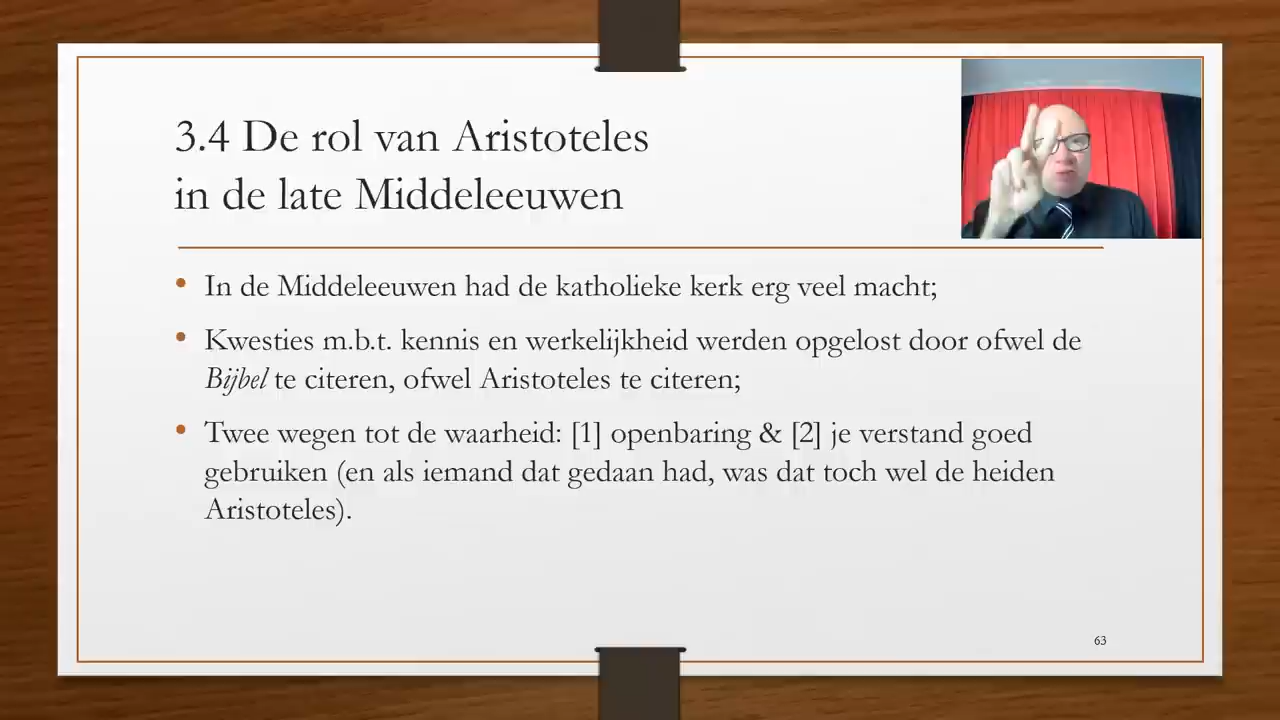 3.4 De rol van Aristoteles
in de late Middeleeuwen
• In de Middeleeuwen had de katholieke kerk erg veel macht;
• Kwesties m.b.t. kennis en werkelijkheid werden opgelost door ofwel de
Bijbel te citeren, ofwel Aristoteles te citeren;
• Twee wegen tot de waarheid: [1] openbaring & [2] je verstand goed
gebruiken (en als iemand dat gedaan had, was dat toch wel de heiden
Aristoteles).
63